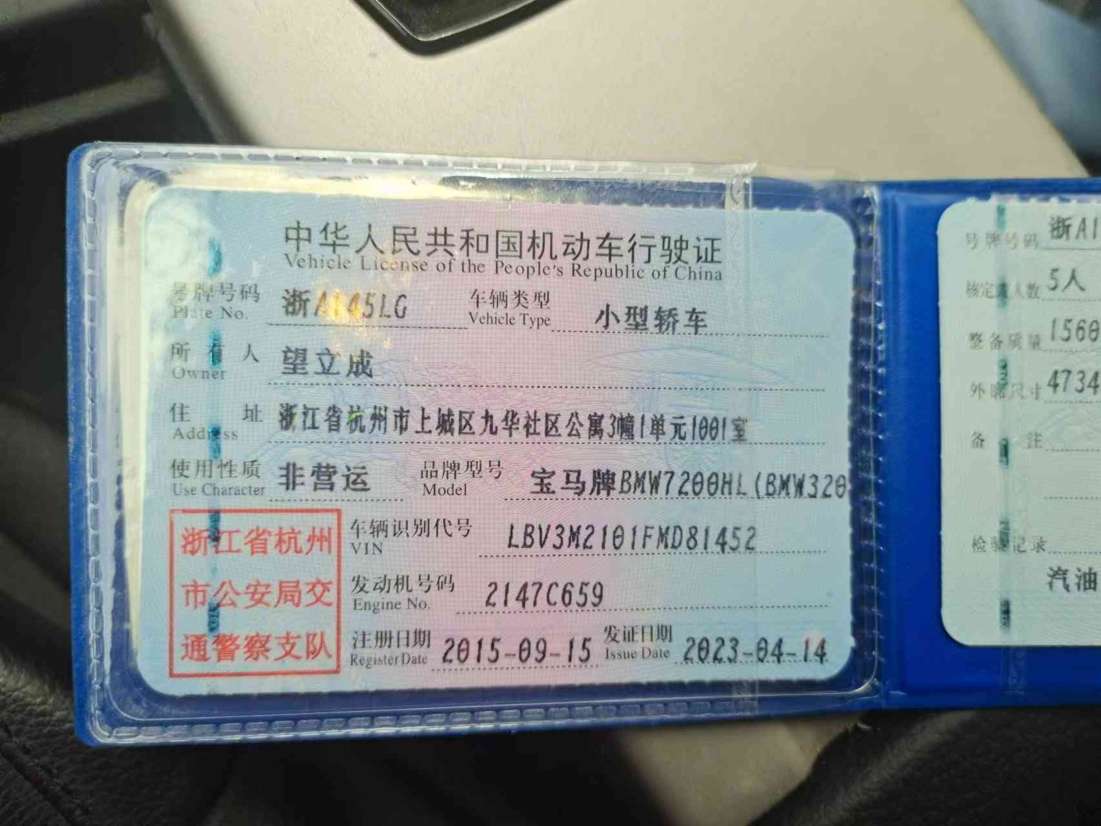 中华人民共和国机动车行驶证
Vehicle License of the People's Republic of China
号牌号码 浙A145LG 车辆类型 小型轿车
Plate No. Vehicle Type
所有人 望立成
Owner
住址 浙江省杭州市上城区九华社区公寓3幢1单元1001室
Address
使用性质 非营运 品牌型号 宝马牌BMW7200HL(BMW320
Use Character Model
浙江省杭州
市公安局交
通警察支队
车辆识别代号 LBV3M2101FMD81452
VIN
发动机号码 2147C659
Engine No.
注册日期 2015-09-15 发证日期 2023-04-14
Register Date Issue Date
号牌号码 浙A1
核定载人数 5人
整备质量 1560
外廓尺寸 4734
备注
检验记录
汽油